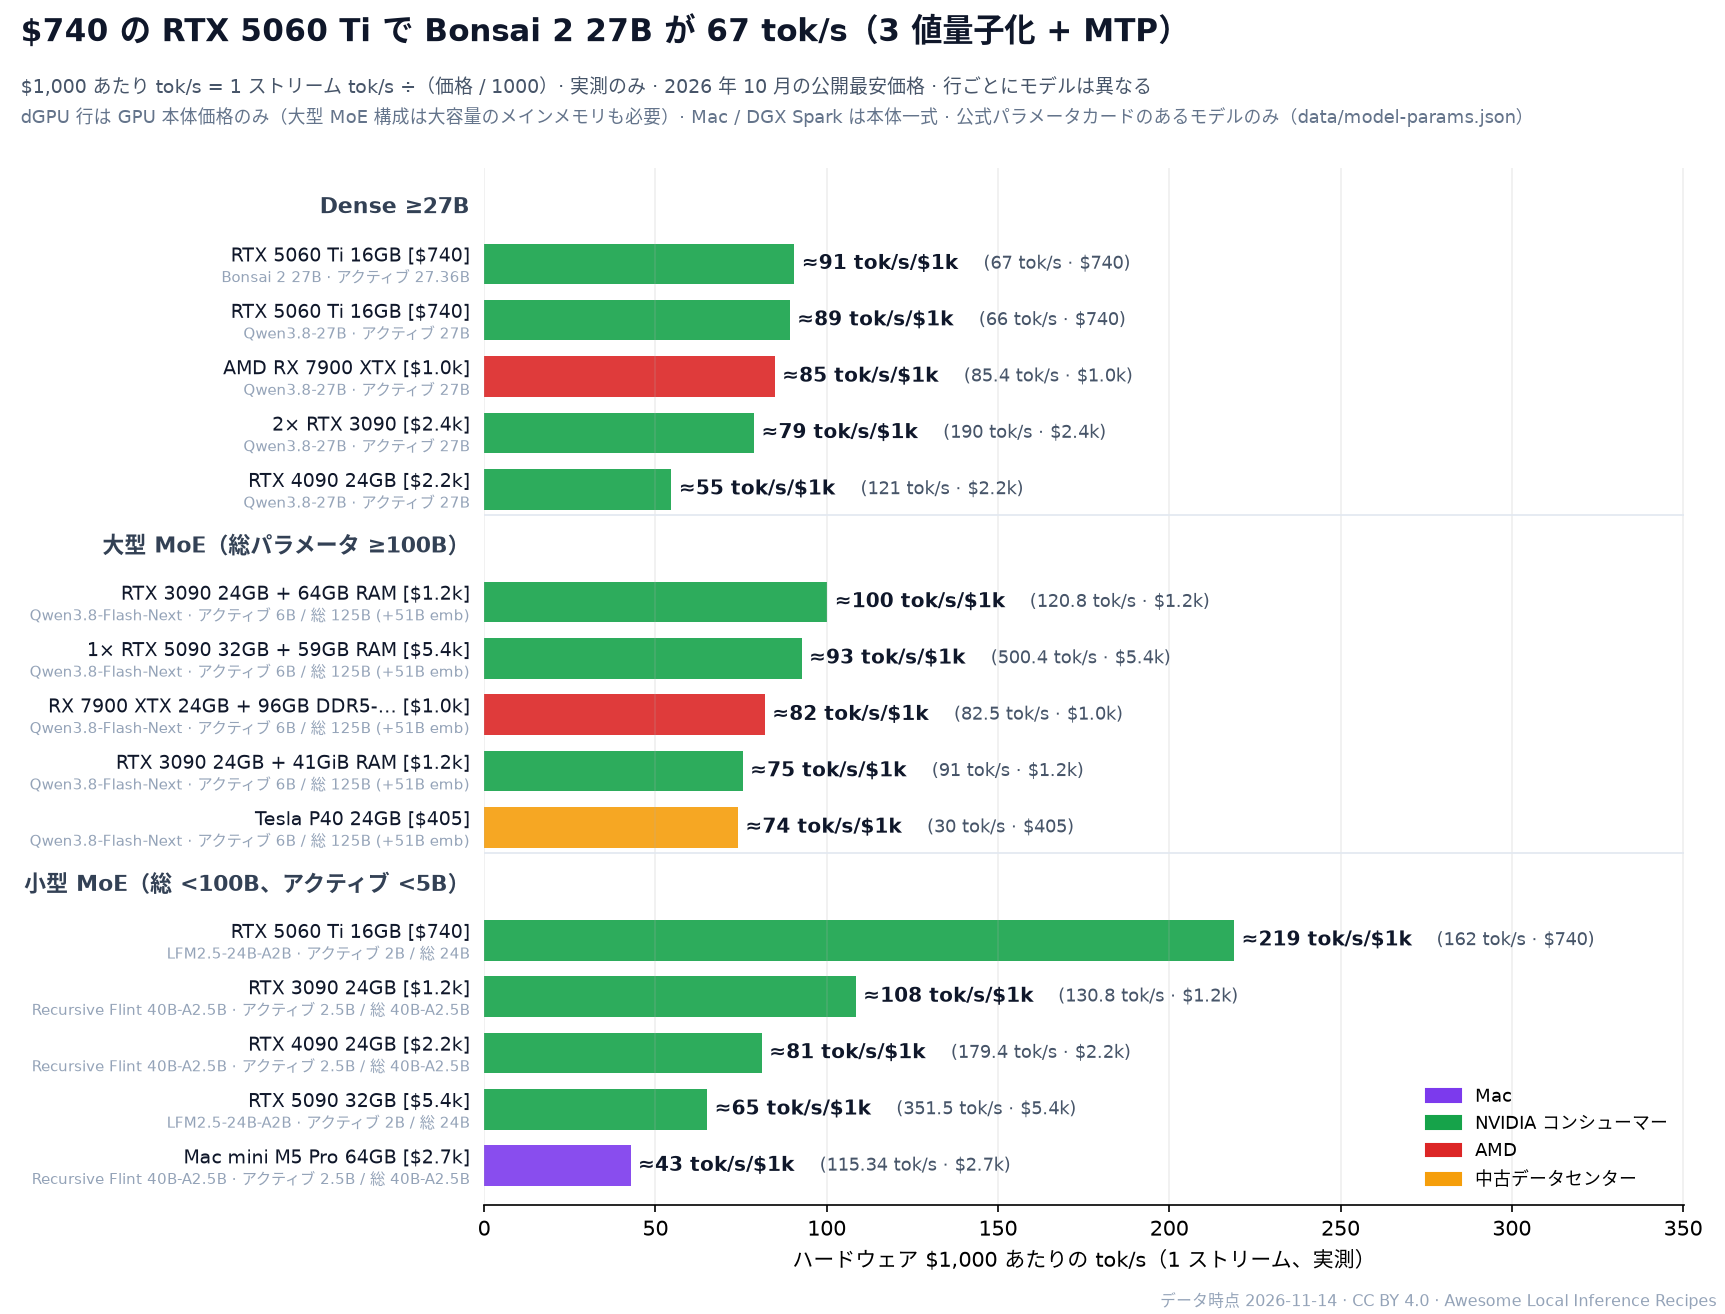 $740 の RTX 5060 Ti で Bonsai 2 27B が 67 tok/s（3 値量子化 + MTP）
$1,000 あたり tok/s = 1 ストリーム tok/s ÷（価格 / 1000）· 実測のみ · 2026 年 10 月の公開最安価格 · 行ごとにモデルは異なる
dGPU 行は GPU 本体価格のみ（大型 MoE 構成は大容量のメインメモリも必要）· Mac / DGX Spark は本体一式 · 公式パラメータカードのあるモデルのみ（data/model-params.json）
Dense ≥27B
RTX 5060 Ti 16GB [$740]
Bonsai 2 27B · アクティブ 27.36B
≈91 tok/s/$1k (67 tok/s · $740)
RTX 5060 Ti 16GB [$740]
Qwen3.8-27B · アクティブ 27B
≈89 tok/s/$1k (66 tok/s · $740)
AMD RX 7900 XTX [$1.0k]
Qwen3.8-27B · アクティブ 27B
≈85 tok/s/$1k (85.4 tok/s · $1.0k)
2× RTX 3090 [$2.4k]
Qwen3.8-27B · アクティブ 27B
≈79 tok/s/$1k (190 tok/s · $2.4k)
RTX 4090 24GB [$2.2k]
Qwen3.8-27B · アクティブ 27B
≈55 tok/s/$1k (121 tok/s · $2.2k)
大型 MoE（総パラメータ ≥100B）
RTX 3090 24GB + 64GB RAM [$1.2k]
Qwen3.8-Flash-Next · アクティブ 6B / 総 125B (+51B emb)
≈100 tok/s/$1k (120.8 tok/s · $1.2k)
1× RTX 5090 32GB + 59GB RAM [$5.4k]
Qwen3.8-Flash-Next · アクティブ 6B / 総 125B (+51B emb)
≈93 tok/s/$1k (500.4 tok/s · $5.4k)
RX 7900 XTX 24GB + 96GB DDR5-… [$1.0k]
Qwen3.8-Flash-Next · アクティブ 6B / 総 125B (+51B emb)
≈82 tok/s/$1k (82.5 tok/s · $1.0k)
RTX 3090 24GB + 41GiB RAM [$1.2k]
Qwen3.8-Flash-Next · アクティブ 6B / 総 125B (+51B emb)
≈75 tok/s/$1k (91 tok/s · $1.2k)
Tesla P40 24GB [$405]
Qwen3.8-Flash-Next · アクティブ 6B / 総 125B (+51B emb)
≈74 tok/s/$1k (30 tok/s · $405)
小型 MoE（総 <100B、アクティブ <5B）
RTX 5060 Ti 16GB [$740]
LFM2.5-24B-A2B · アクティブ 2B / 総 24B
≈219 tok/s/$1k (162 tok/s · $740)
RTX 3090 24GB [$1.2k]
Recursive Flint 40B-A2.5B · アクティブ 2.5B / 総 40B-A2.5B
≈108 tok/s/$1k (130.8 tok/s · $1.2k)
RTX 4090 24GB [$2.2k]
Recursive Flint 40B-A2.5B · アクティブ 2.5B / 総 40B-A2.5B
≈81 tok/s/$1k (179.4 tok/s · $2.2k)
RTX 5090 32GB [$5.4k]
LFM2.5-24B-A2B · アクティブ 2B / 総 24B
≈65 tok/s/$1k (351.5 tok/s · $5.4k)
Mac mini M5 Pro 64GB [$2.7k]
Recursive Flint 40B-A2.5B · アクティブ 2.5B / 総 40B-A2.5B
≈43 tok/s/$1k (115.34 tok/s · $2.7k)
Mac
NVIDIA コンシューマー
AMD
中古データセンター
0 50 100 150 200 250 300 350
ハードウェア $1,000 あたりの tok/s（1 ストリーム、実測）
データ時点 2026-11-14 · CC BY 4.0 · Awesome Local Inference Recipes